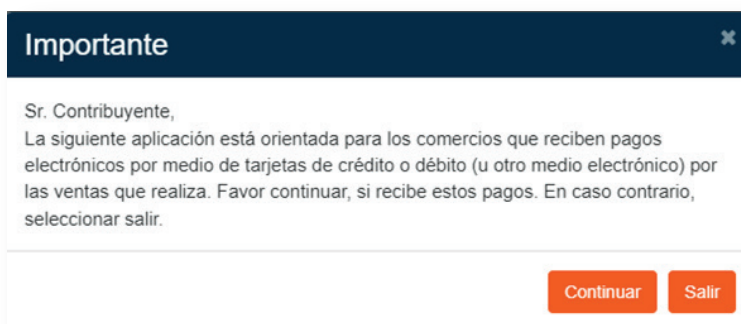 Importante
Sr. Contribuyente,
La siguiente aplicación está orientada para los comercios que reciben pagos
electrónicos por medio de tarjetas de crédito o débito (u otro medio electrónico) por
las ventas que realiza. Favor continuar, si recibe estos pagos. En caso contrario,
seleccionar salir.
Continuar Salir